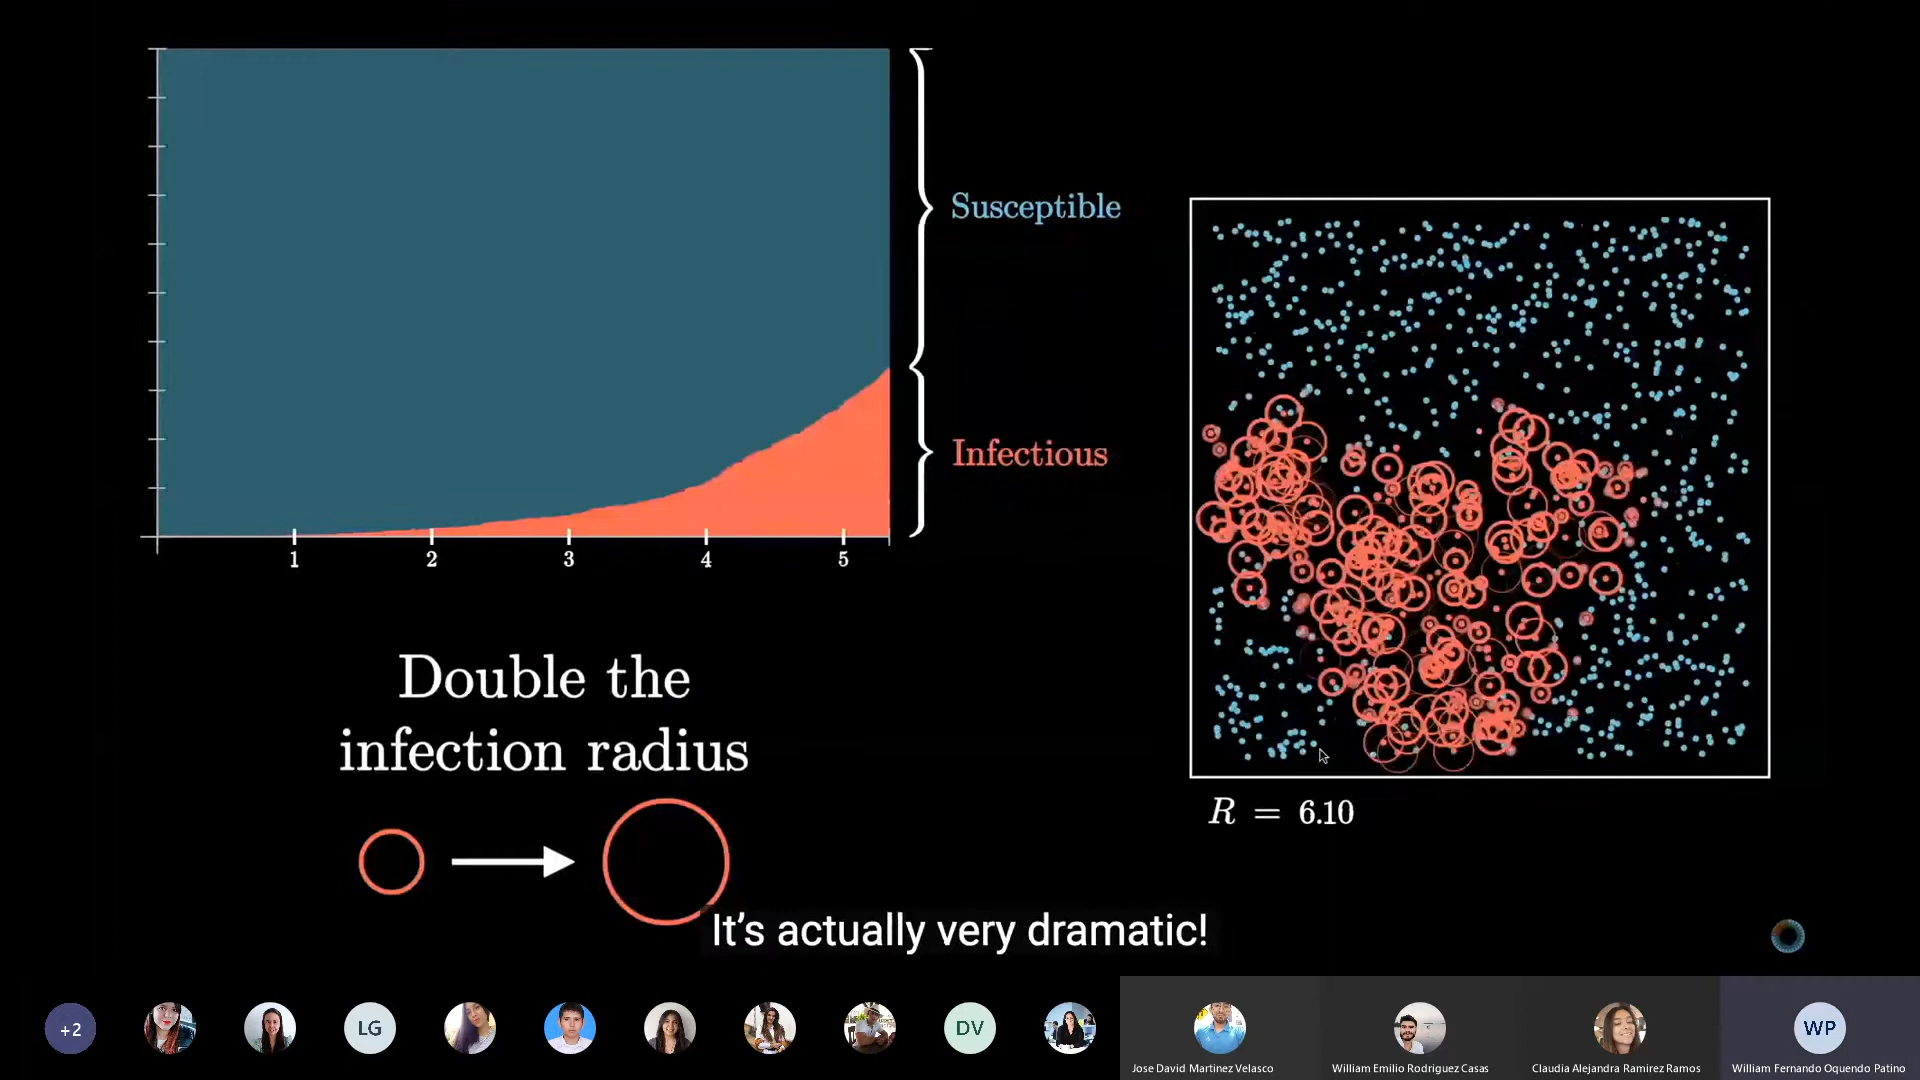 Susceptible
Infectious
1 2 3 4 5
Double the
infection radius
R = 6.10
It’s actually very dramatic!
+2
LG
DV
WP
Jose David Martinez Velasco
William Emilio Rodriguez Casas
Claudia Alejandra Ramirez Ramos
William Fernando Oquendo Patino